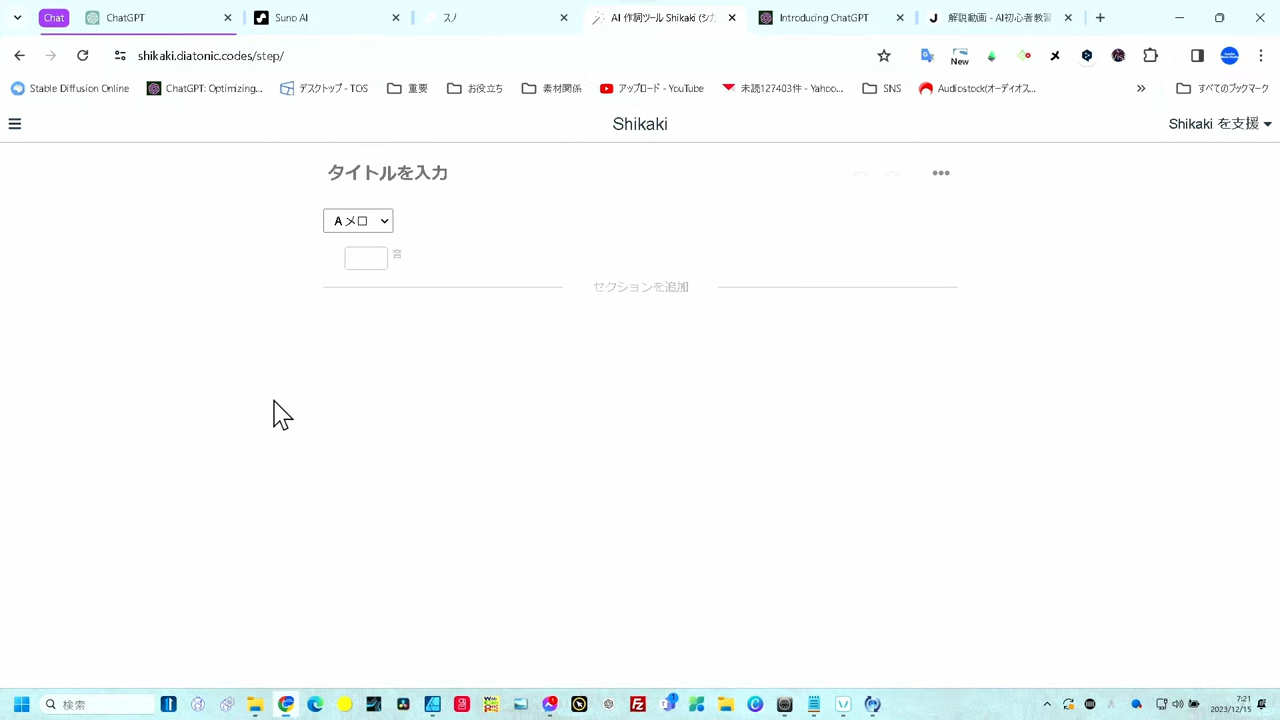 Chat ChatGPT Suno AI スノ AI 作詞ツール Shikaki (シカ Introducing ChatGPT 解説動画 - AI初心者教習
shikaki.diatonic.codes/step/ New
Stable Diffusion Online ChatGPT: Optimizing... デスクトップ - TOS 重要 お役立ち 素材関係 アップロード - YouTube 未読127403件 - Yahoo... SNS Audiostock(オーディオス... すべてのブックマーク
Shikaki Shikaki を支援
タイトルを入力
Aメロ
音
セクションを追加
検索 7:21
2023/12/15